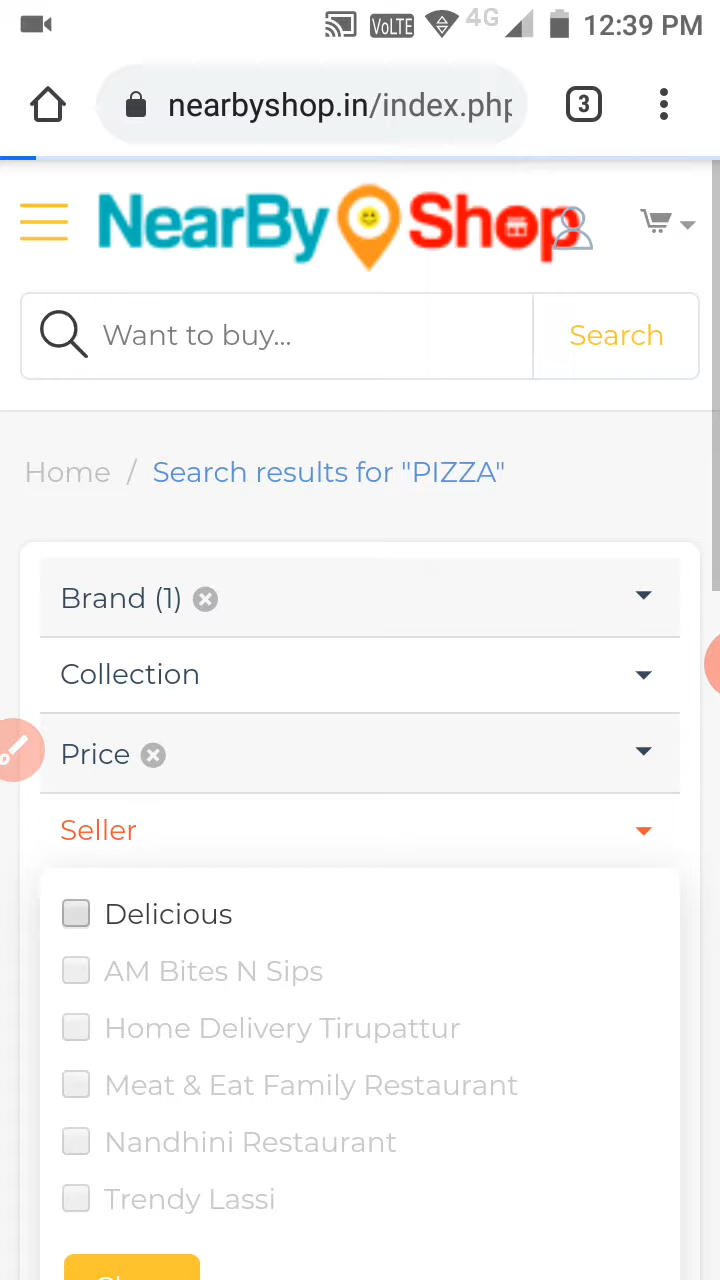 VoLTE 4G 12:39 PM
nearbyshop.in/index.php
3
NearBy Shop
Want to buy...
Search
Home / Search results for "PIZZA"
Brand (1)
Collection
Price
Seller
Delicious
AM Bites N Sips
Home Delivery Tirupattur
Meat & Eat Family Restaurant
Nandhini Restaurant
Trendy Lassi